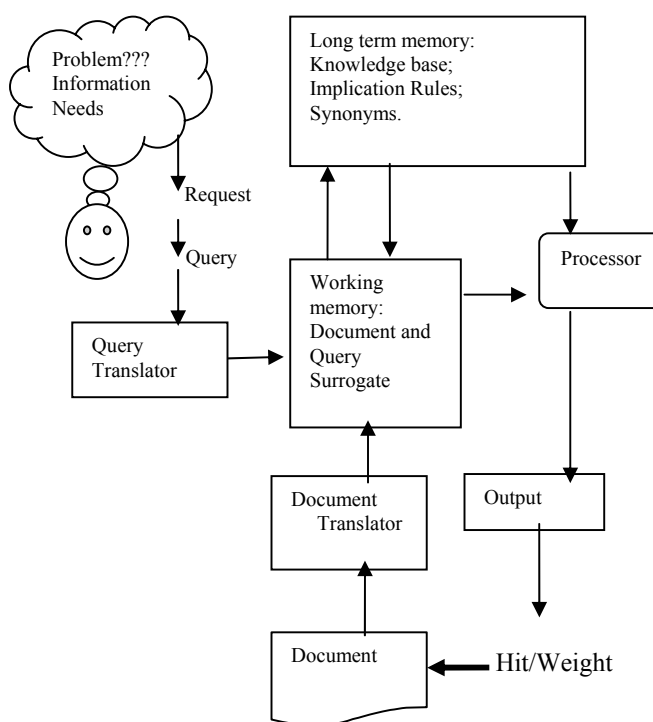 Problem???
Information
Needs
Long term memory:
Knowledge base;
Implication Rules;
Synonyms.
Request
Query
Processor
Working
memory:
Document and
Query
Surrogate
Query
Translator
Document
Translator
Output
Document
Hit/Weight